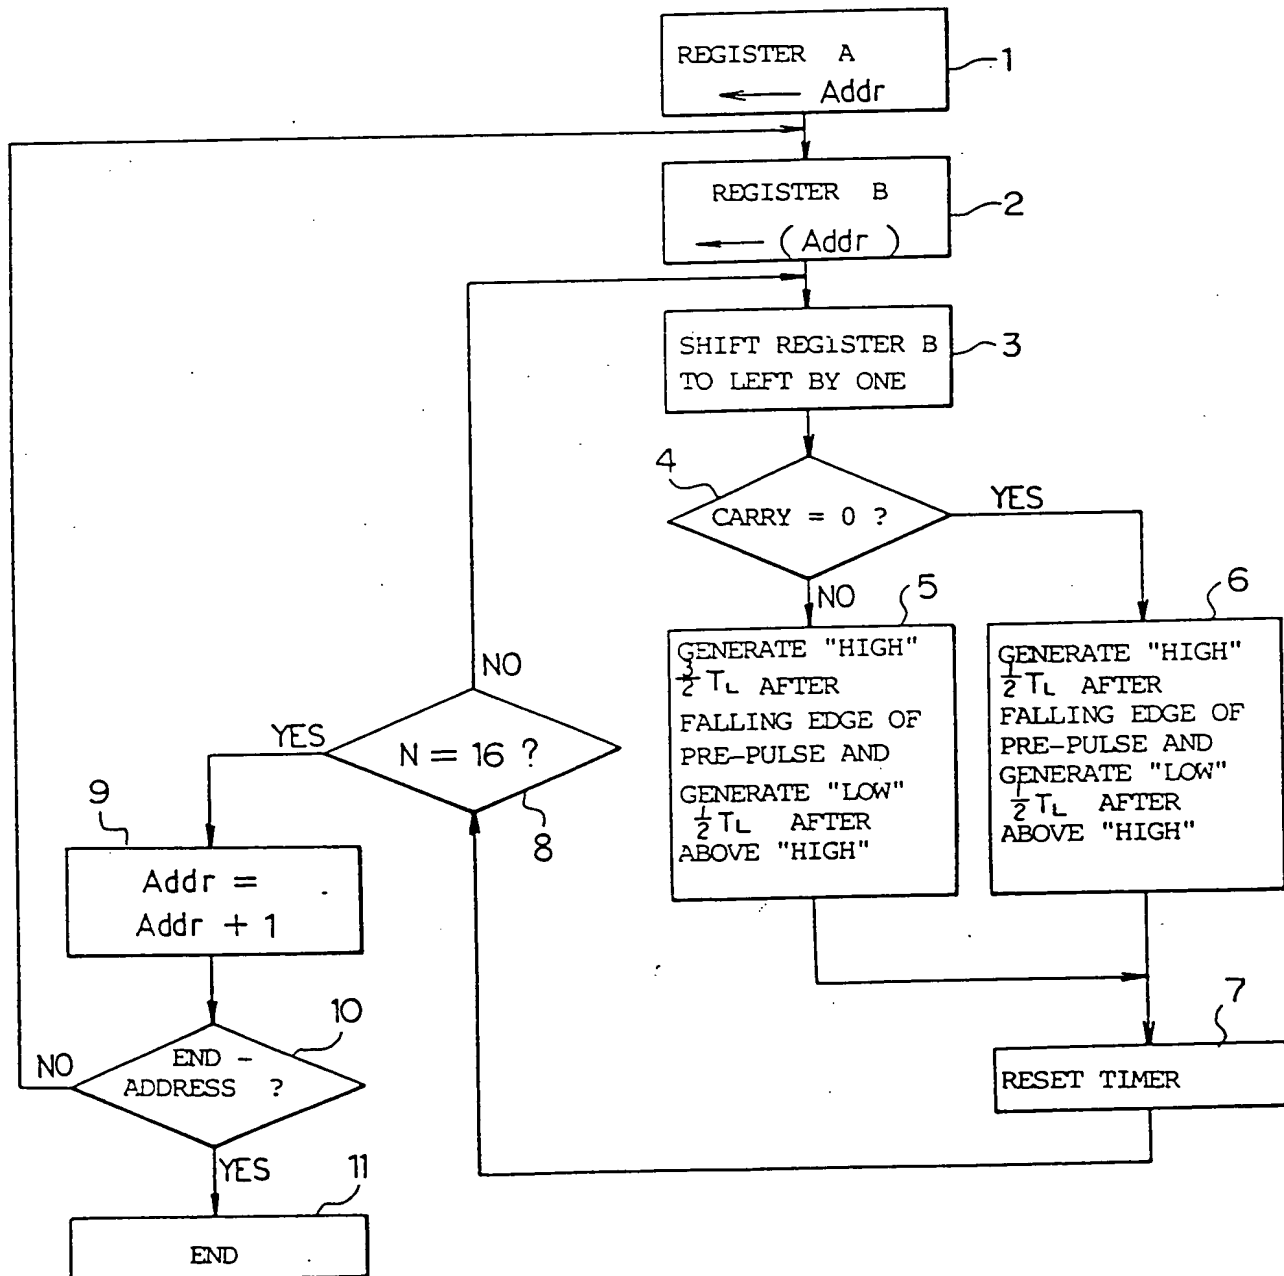 REGISTER A
← Addr
1
REGISTER B
← (Addr)
2
SHIFT REGISTER B
TO LEFT BY ONE
3
4
CARRY = 0 ?
YES
NO
5
GENERATE "HIGH"
3/2 TL AFTER
FALLING EDGE OF
PRE-PULSE AND
GENERATE "LOW"
1/2 TL AFTER
ABOVE "HIGH"
6
GENERATE "HIGH"
1/2 TL AFTER
FALLING EDGE OF
PRE-PULSE AND
GENERATE "LOW"
1/2 TL AFTER
ABOVE "HIGH"
7
RESET TIMER
NO
YES
N = 16 ?
8
9
Addr =
Addr + 1
10
NO
END -
ADDRESS ?
YES
11
END